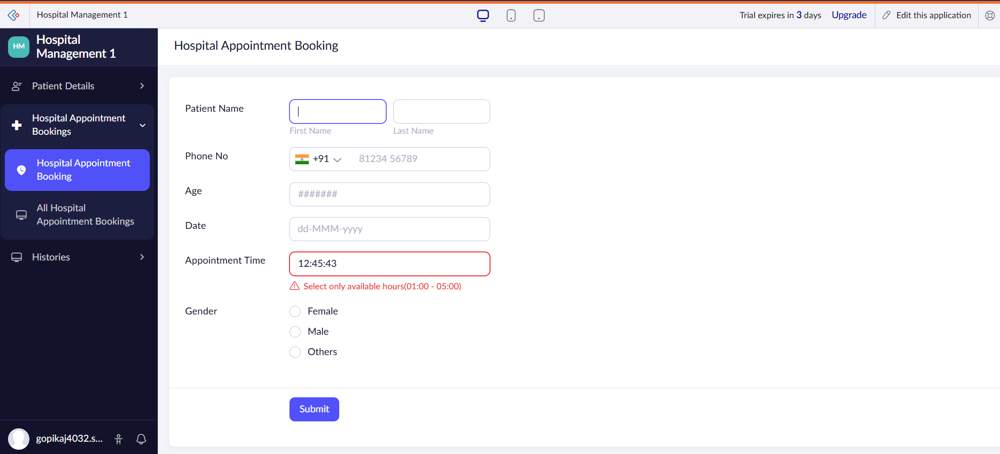 Hospital Management 1
Trial expires in 3 days
Upgrade
Edit this application
HM
Hospital
Management 1
Patient Details
Hospital Appointment
Bookings
Hospital Appointment
Booking
All Hospital
Appointment Bookings
Histories
gopikaj4032.s...
Hospital Appointment Booking
Patient Name
First Name
Last Name
Phone No
+91
81234 56789
Age
#######
Date
dd-MMM-yyyy
Appointment Time
12:45:43
Select only available hours(01:00 - 05:00)
Gender
Female
Male
Others
Submit